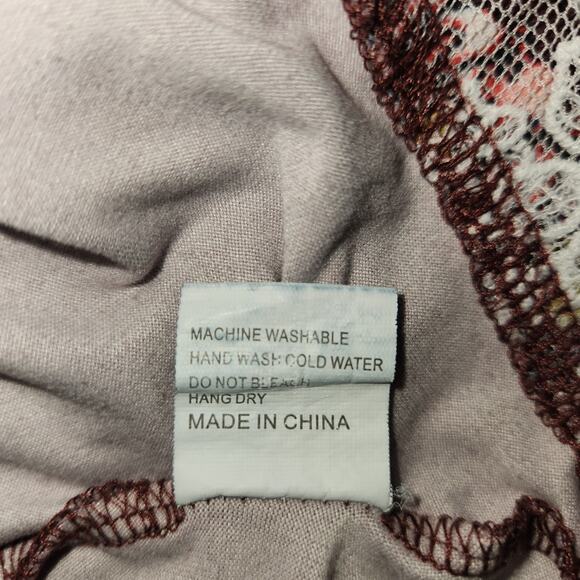 MACHINE WASHABLE
HAND WASH COLD WATER
DO NOT BLEACH
HANG DRY
MADE IN CHINA